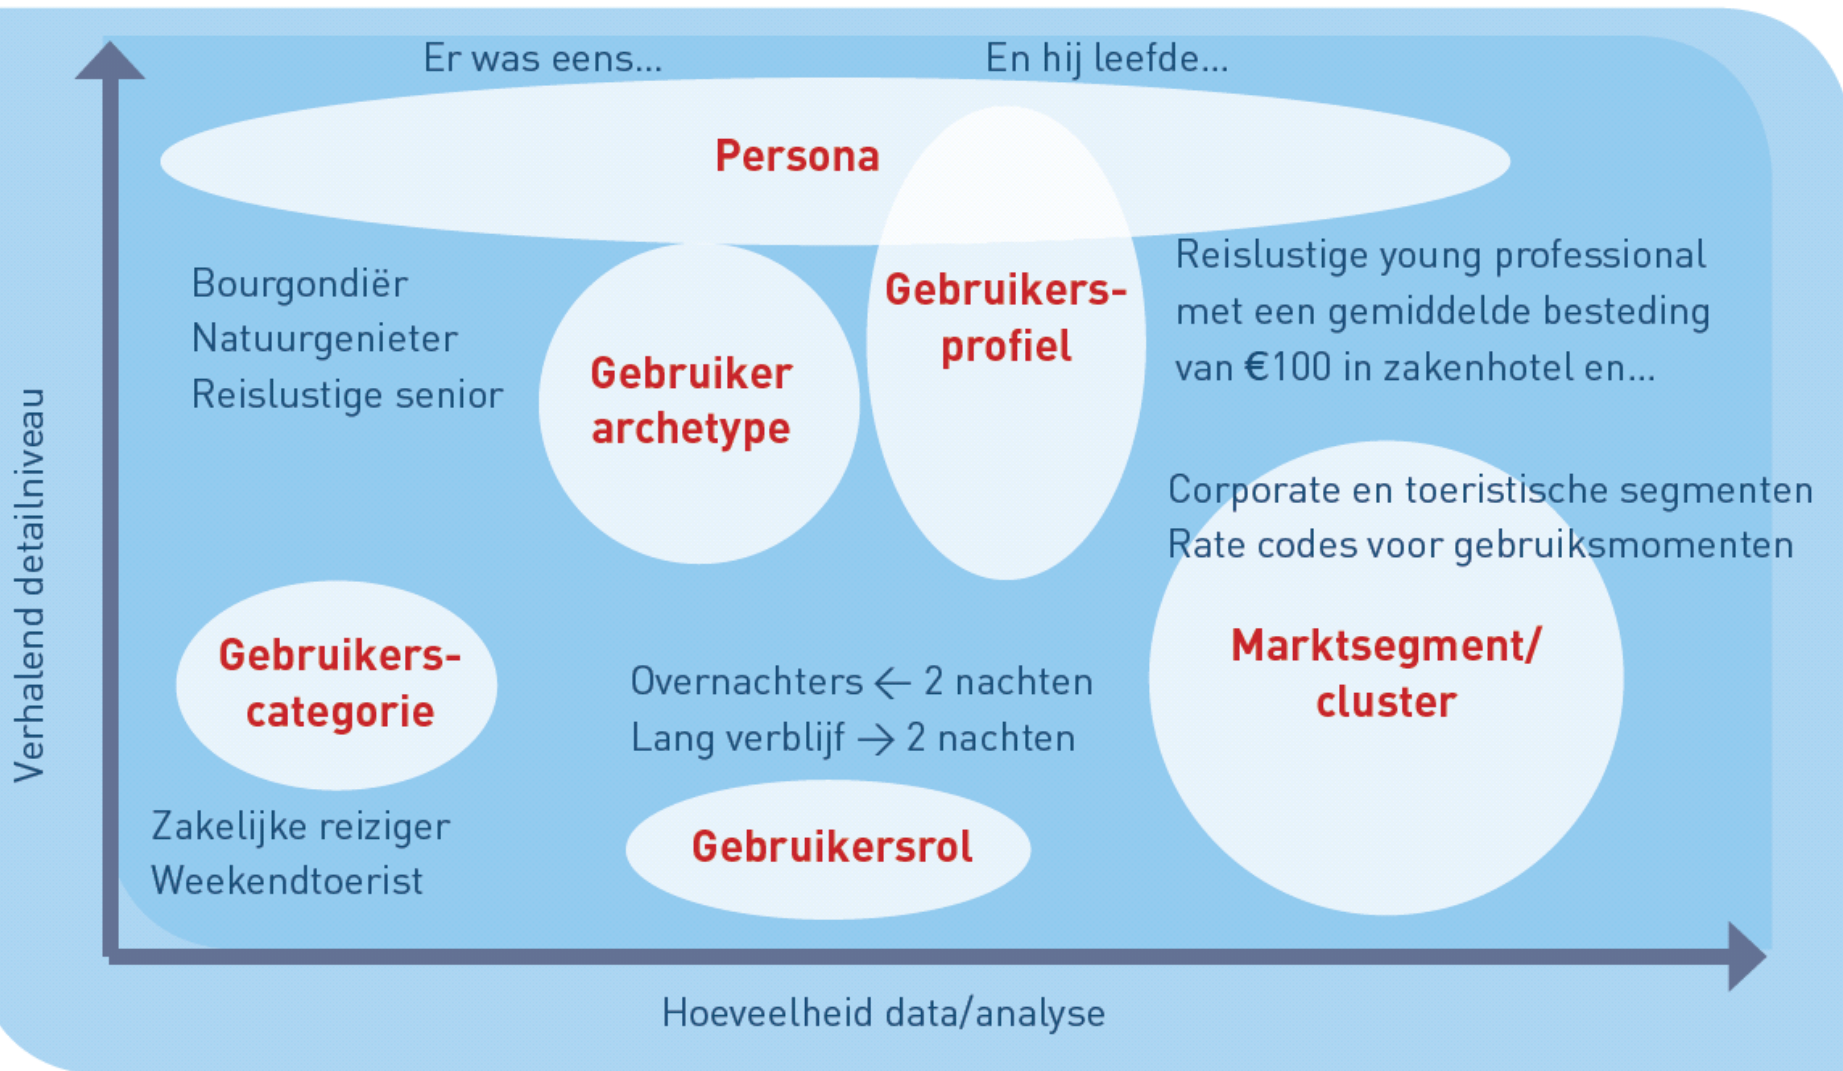 Er was eens...
En hij leefde...
Persona
Bourgondiër
Natuurgenieter
Reislustige senior
Gebruiker
archetype
Gebruikers-
profiel
Reislustige young professional
met een gemiddelde besteding
van €100 in zakenhotel en...
Corporate en toeristische segmenten
Rate codes voor gebruiksmomenten
Marktsegment/
cluster
Gebruikers-
categorie
Zakelijke reiziger
Weekendtoerist
Overnachters ← 2 nachten
Lang verblijf → 2 nachten
Gebruikersrol
Verhalend detailniveau
Hoeveelheid data/analyse